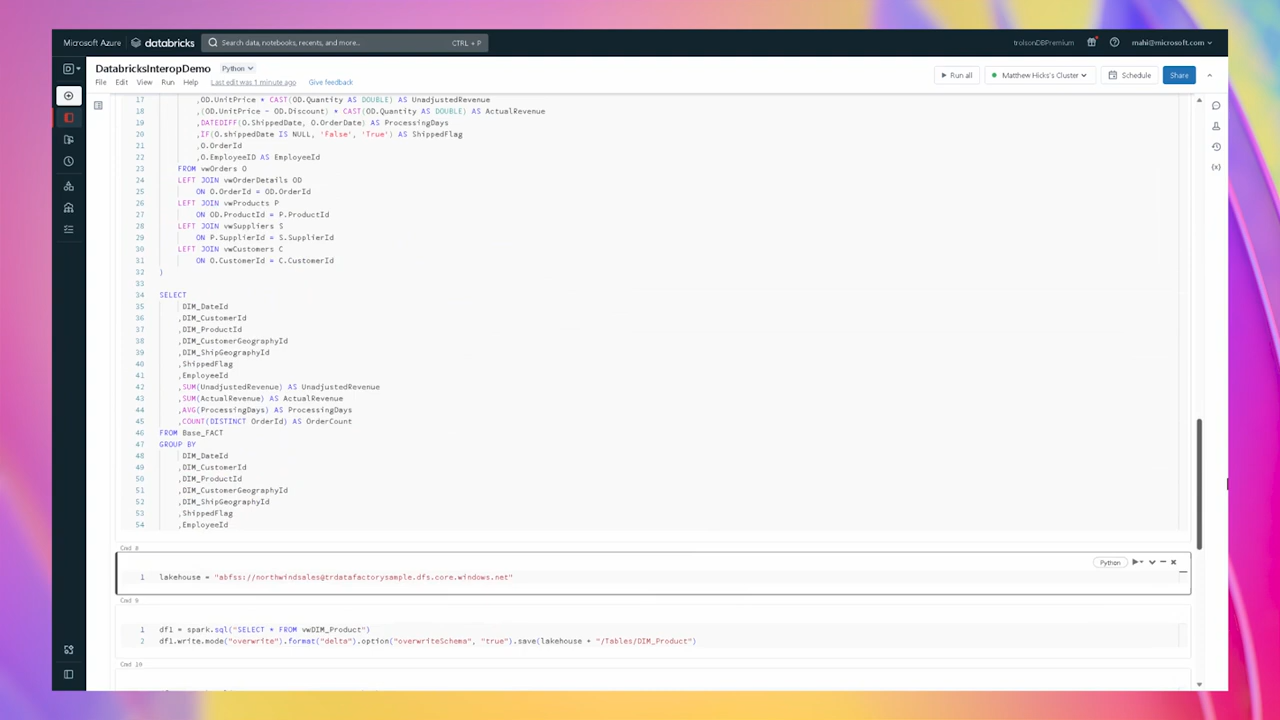 Microsoft Azure databricks Search data, notebooks, recents, and more... CTRL + P trolsonDBPremium mahi@microsoft.com
DatabricksInteropDemo Python
File Edit View Run Help Last edit was 1 minute ago Give feedback Run all Matthew Hicks's Cluster Schedule Share
17 ,OD.UnitPrice * CAST(OD.Quantity AS DOUBLE) AS UnadjustedRevenue
18 ,(OD.UnitPrice - OD.Discount) * CAST(OD.Quantity AS DOUBLE) AS ActualRevenue
19 ,DATEDIFF(O.ShippedDate, O.OrderDate) AS ProcessingDays
20 ,IF(O.shippedDate IS NULL, 'False', 'True') AS ShippedFlag
21 ,O.OrderId
22 ,O.EmployeeID AS EmployeeId
23 FROM vwOrders O
24 LEFT JOIN vwOrderDetails OD
25 ON O.OrderId = OD.OrderId
26 LEFT JOIN vwProducts P
27 ON OD.ProductId = P.ProductId
28 LEFT JOIN vwSuppliers S
29 ON P.SupplierId = S.SupplierId
30 LEFT JOIN vwCustomers C
31 ON O.CustomerId = C.CustomerId
32 )
33
34 SELECT
35 DIM_DateId
36 ,DIM_CustomerId
37 ,DIM_ProductId
38 ,DIM_CustomerGeographyId
39 ,DIM_ShipGeographyId
40 ,ShippedFlag
41 ,EmployeeId
42 ,SUM(UnadjustedRevenue) AS UnadjustedRevenue
43 ,SUM(ActualRevenue) AS ActualRevenue
44 ,AVG(ProcessingDays) AS ProcessingDays
45 ,COUNT(DISTINCT OrderId) AS OrderCount
46 FROM Base_FACT
47 GROUP BY
48 DIM_DateId
49 ,DIM_CustomerId
50 ,DIM_ProductId
51 ,DIM_CustomerGeographyId
52 ,DIM_ShipGeographyId
53 ,ShippedFlag
54 ,EmployeeId
Cmd 8
Python
1 lakehouse = "abfss://northwindsales@trdatafactorysample.dfs.core.windows.net"
Cmd 9
1 df1 = spark.sql("SELECT * FROM vwDIM_Product")
2 df1.write.mode("overwrite").format("delta").option("overwriteSchema", "true").save(lakehouse + "/Tables/DIM_Product")
Cmd 10